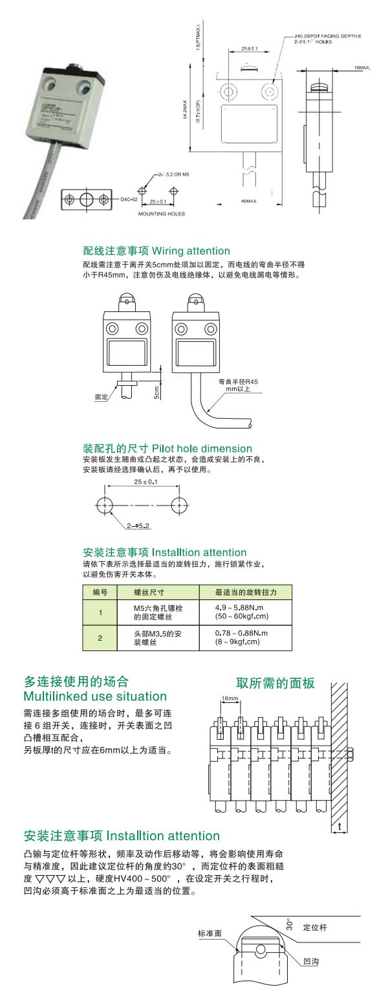 1.5(PTMAX.)
ø10.2SPOT FACING DEPTH:6
25±0.1
18MAX.
54.2MAX.
15.7±1(OP)
2-□5,2 OR M5
D4C-02
25±0,1
MOUNTING HOLES
40MAX.
配线注意事项 Wiring attention
配线需注意于离开关5cmm处须加以固定，而电线的弯曲半径不得
小于R45mm，注意勿伤及电线绝缘体，以避免电线漏电等情形。
固定
5cm
弯曲半径R45
mm以上
装配孔的尺寸 Pilot hole dimension
安装板发生翘曲或凸起之状态，会造成安装上的不良，
安装板请经选择确认后，再予以使用。
25±0.1
2–Φ5.2
安装注意事项 Installtion attention
请依下表所示选择最适当的旋转扭力，施行锁紧作业，
以避免伤害开关本体。
编号 螺丝尺寸 最适当的旋转扭力
1 M5六角孔骡栓 4.9～5.88N.m
的固定螺丝 (50～60kgf.cm)
2 头部M3.5的安 0.78～0.88N.m
装螺丝 (8～9kgf.cm)
多连接使用的场合
Multilinked use situation
需连接多组使用的场合时，最多可连
接 6 组开关，连接时，开关表面之凹
凸槽相互配合，
另板厚t的尺寸应在6mm以上为适当。
取所需的面板
16mm
t
安装注意事项 Installtion attention
凸输与定位杆等形状，频率及动作后移动等，将会影响使用寿命
与精准度，因此建议定位杆的角度约30°，而定位杆的表面粗糙
度 ▽▽▽ 以上，硬度HV400～500°，在设定开关之行程时，
凹沟必须高于标准面之上为最适当的位置。
30°
定位杆
标准面
凹沟